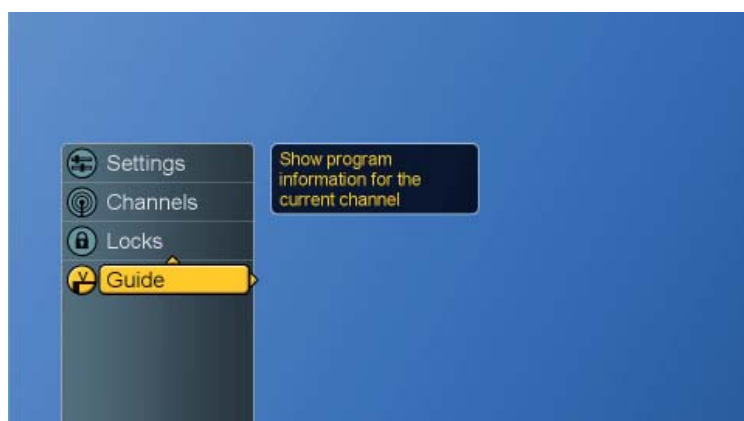 Settings
Channels
Locks
Guide
Show program
information for the
current channel